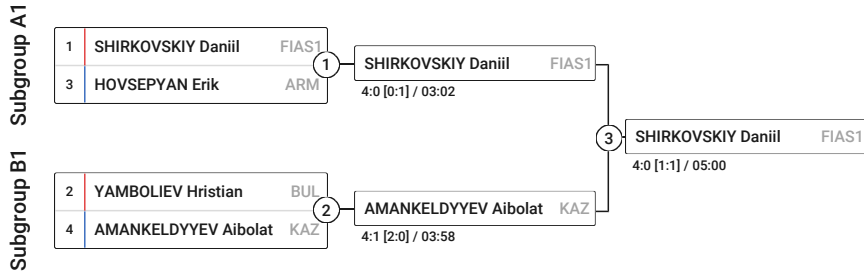 Subgroup A1
1 SHIRKOVSKIY Daniil FIAS1
3 HOVSEPYAN Erik ARM
1
SHIRKOVSKIY Daniil FIAS1
4:0 [0:1] / 03:02
Subgroup B1
2 YAMBOLIEV Hristian BUL
4 AMANKELDYYEV Aibolat KAZ
2
AMANKELDYYEV Aibolat KAZ
4:1 [2:0] / 03:58
3
SHIRKOVSKIY Daniil FIAS1
4:0 [1:1] / 05:00